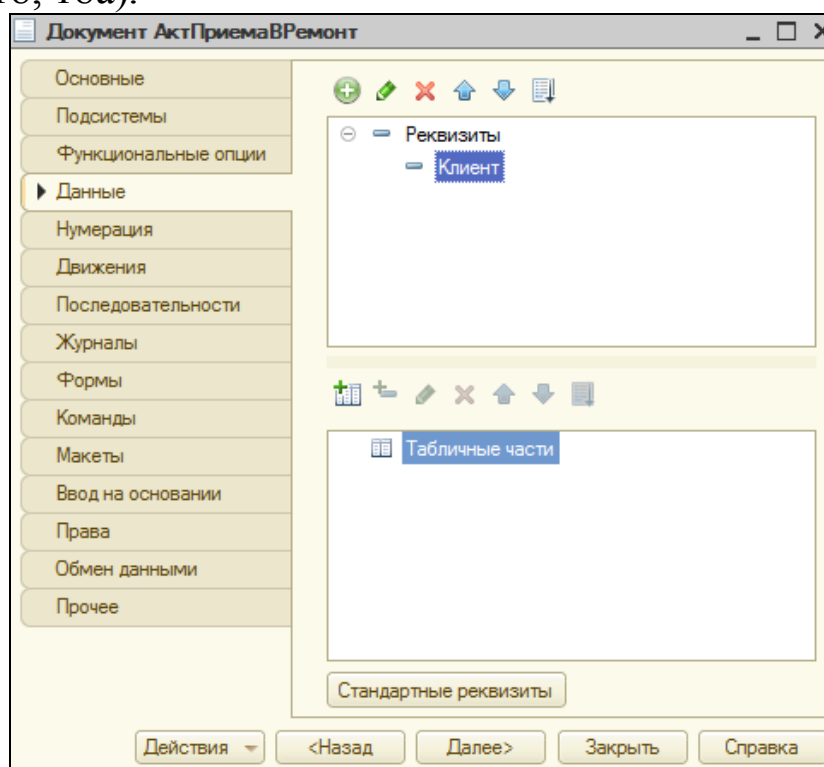 Документ АктПриемаВРемонт
Основные
Подсистемы
Функциональные опции
Данные
Нумерация
Движения
Последовательности
Журналы
Формы
Команды
Макеты
Ввод на основании
Права
Обмен данными
Прочее
Реквизиты
Клиент
Табличные части
Стандартные реквизиты
Действия
<Назад
Далее>
Закрыть
Справка